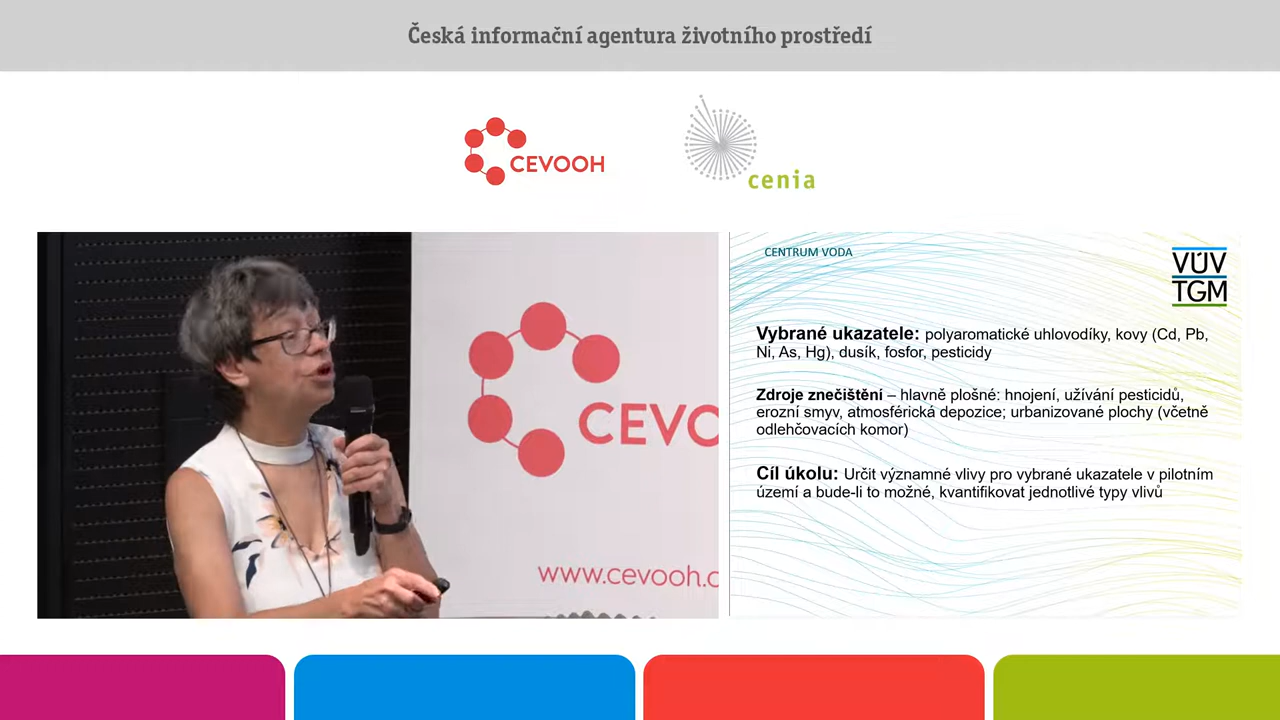 Česká informační agentura životního prostředí
CEVOOH
cenia
CEVO
www.cevooh.c
CENTRUM VODA
VÚV
TGM
Vybrané ukazatele: polyaromatické uhlovodíky, kovy (Cd, Pb,
Ni, As, Hg), dusík, fosfor, pesticidy
Zdroje znečištění – hlavně plošné: hnojení, užívání pesticidů,
erozní smyv, atmosférická depozice; urbanizované plochy (včetně
odlehčovacích komor)
Cíl úkolu: Určit významné vlivy pro vybrané ukazatele v pilotním
území a bude-li to možné, kvantifikovat jednotlivé typy vlivů